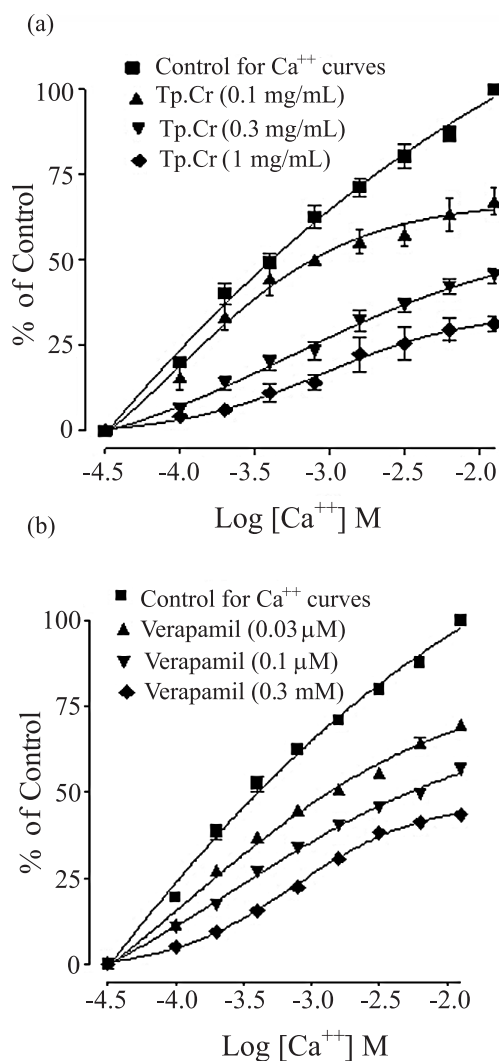 (a)
Control for Ca++ curves
Tp.Cr (0.1 mg/mL)
Tp.Cr (0.3 mg/mL)
Tp.Cr (1 mg/mL)
100
75
50
25
0
% of Control
-4.5 -4.0 -3.5 -3.0 -2.5 -2.0
Log [Ca++] M
(b)
Control for Ca++ curves
Verapamil (0.03 μM)
Verapamil (0.1 μM)
Verapamil (0.3 mM)
100
75
50
25
0
% of Control
-4.5 -4.0 -3.5 -3.0 -2.5 -2.0
Log [Ca++] M